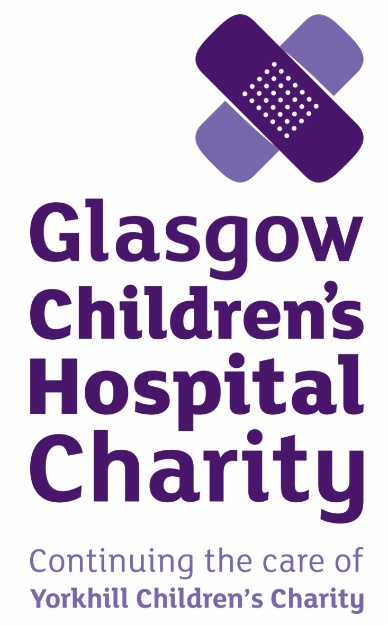 Glasgow
Children's
Hospital
Charity
Continuing the care of
Yorkhill Children's Charity